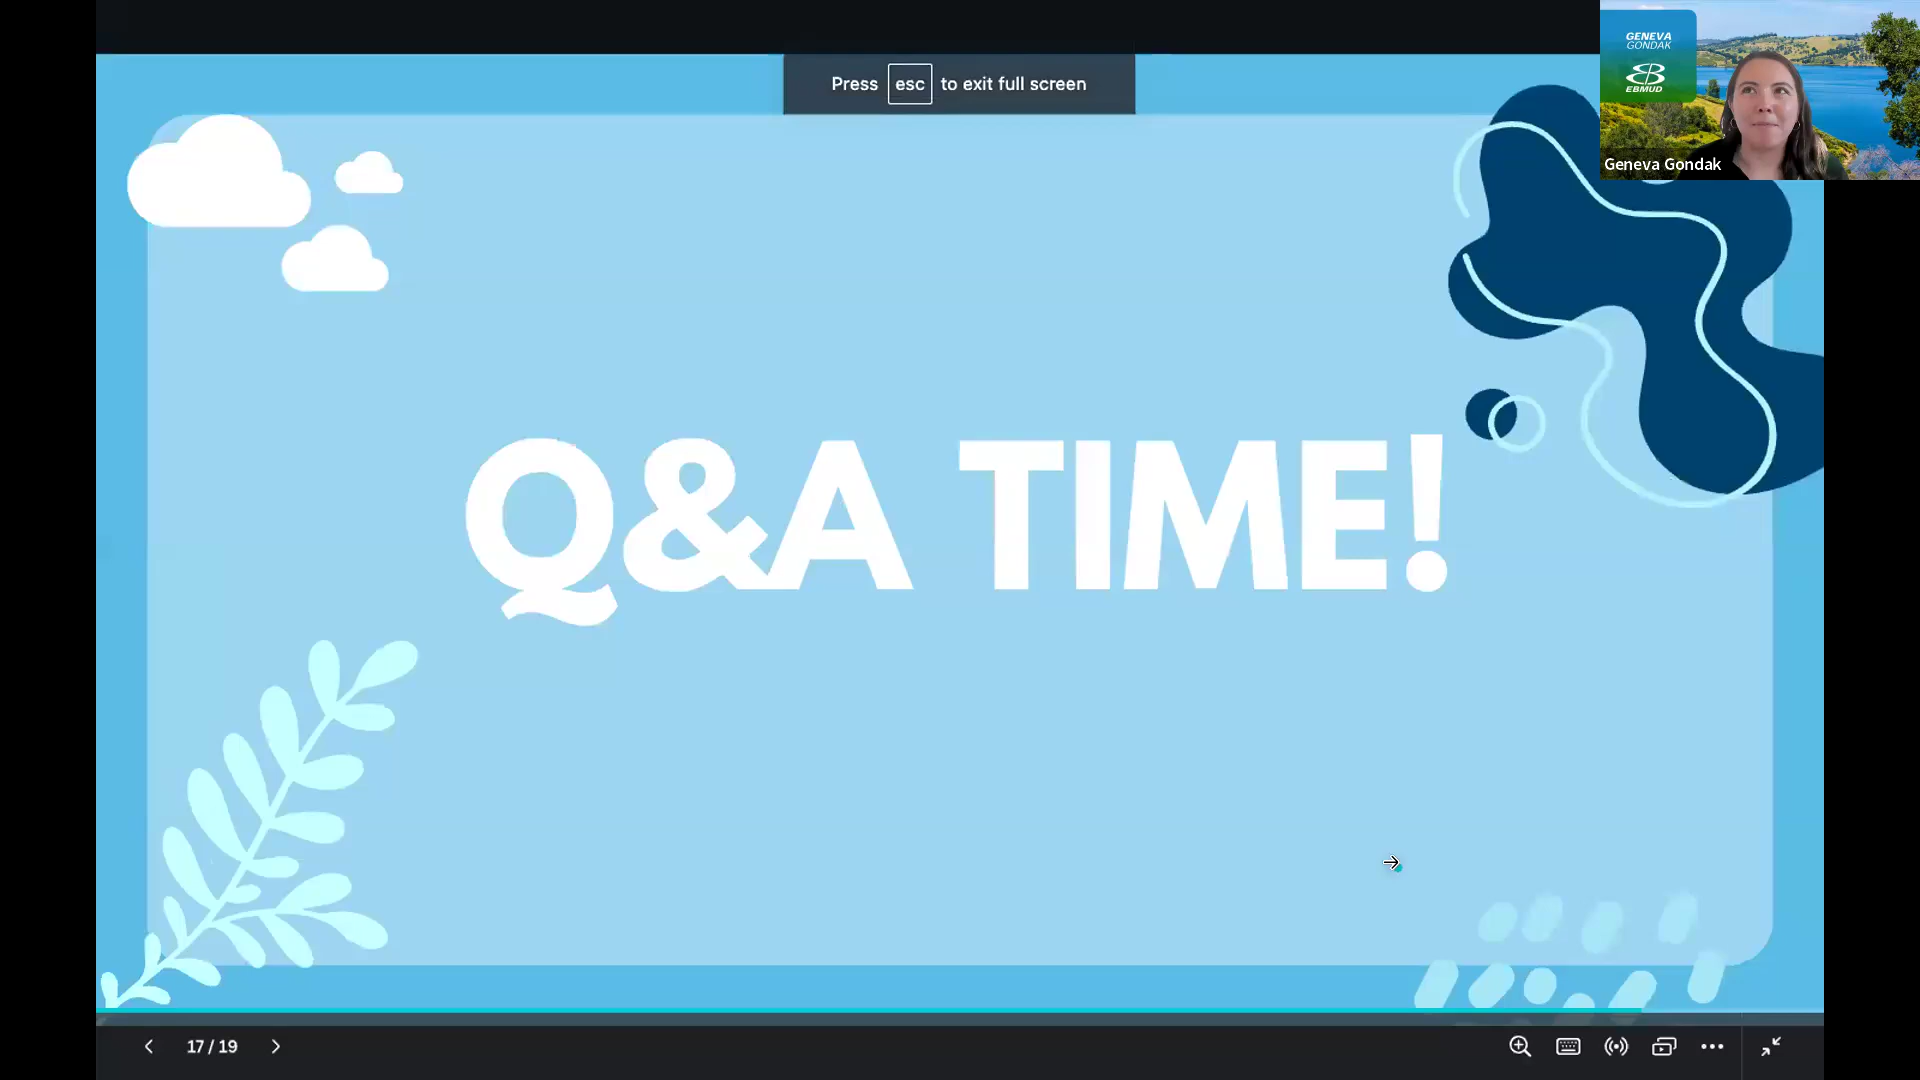 Press esc to exit full screen
GENEVA
GONDAK
EBMUD
Geneva Gondak
Q&A TIME!
17 / 19